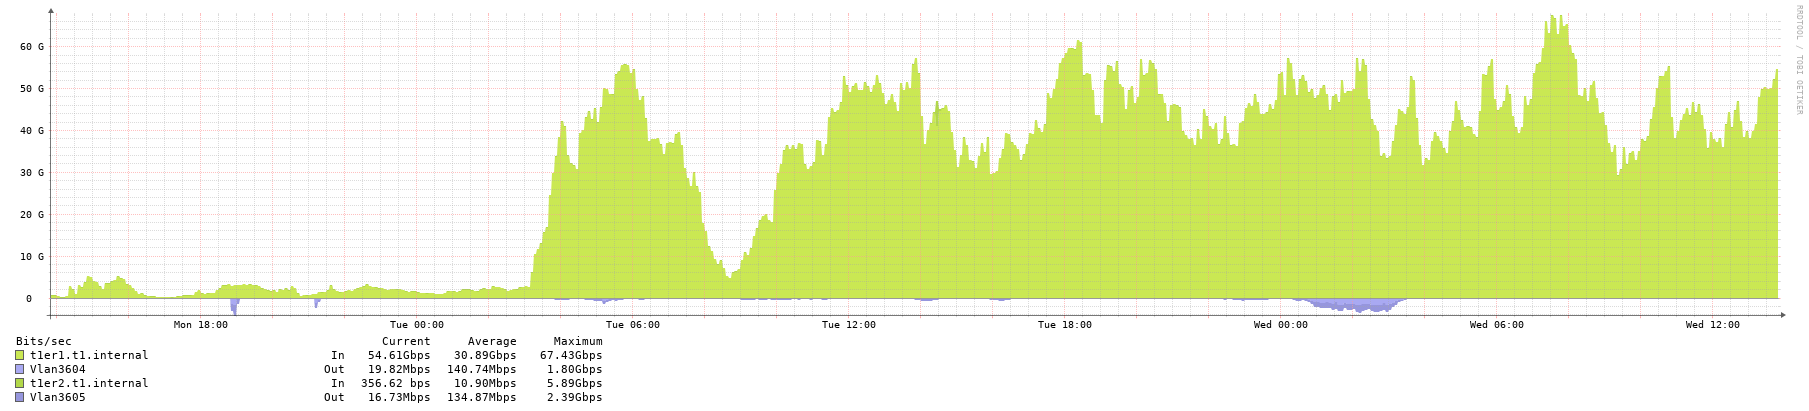 RRDTOOL / TOBI OETIKER
60 G
50 G
40 G
30 G
20 G
10 G
0
Mon 18:00 Tue 00:00 Tue 06:00 Tue 12:00 Tue 18:00 Wed 00:00 Wed 06:00 Wed 12:00
Bits/sec Current Average Maximum
t1er1.t1.internal In 54.61Gbps 30.89Gbps 67.43Gbps
Vlan3604 Out 19.82Mbps 140.74Mbps 1.80Gbps
t1er2.t1.internal In 356.62 bps 10.90Mbps 5.89Gbps
Vlan3605 Out 16.73Mbps 134.87Mbps 2.39Gbps